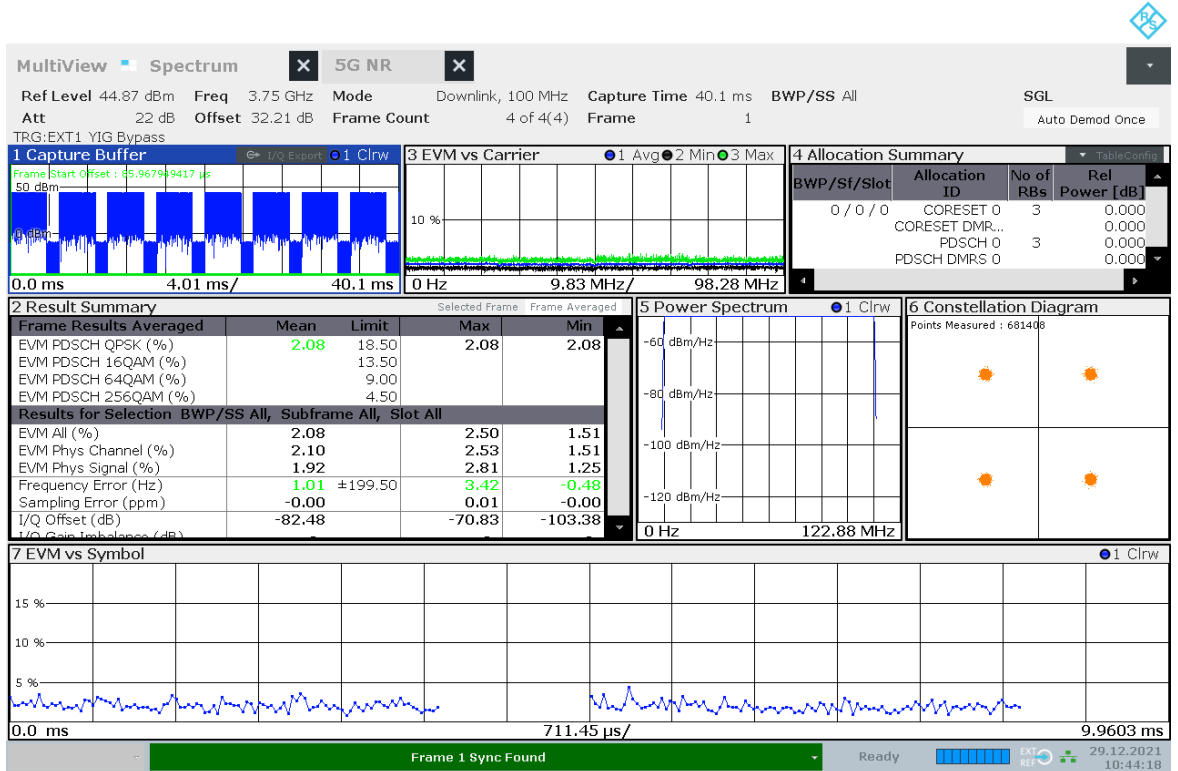 R S
MultiView Spectrum 5G NR
Ref Level 44.87 dBm Freq 3.75 GHz Mode Downlink, 100 MHz Capture Time 40.1 ms BWP/SS All SGL
Att 22 dB Offset 32.21 dB Frame Count 4 of 4(4) Frame 1 Auto Demod Once
TRG:EXT1 YIG Bypass
1 Capture Buffer I/Q Export 1 Clrw
Frame Start Offset : 85.967939417 µs
50 dBm
0 dBm
0.0 ms 4.01 ms/ 40.1 ms
3 EVM vs Carrier 1 Avg 2 Min 3 Max
10 %
0 Hz 9.83 MHz/ 98.28 MHz
4 Allocation Summary TableConfig
BWP/Sf/Slot Allocation ID No of RBs Rel Power [dB]
0 / 0 / 0 CORESET 0 3 0.000
CORESET DMR... 0.000
PDSCH 0 3 0.000
PDSCH DMRS 0 0.000
2 Result Summary Selected Frame Frame Averaged
Frame Results Averaged Mean Limit Max Min
EVM PDSCH QPSK (%) 2.08 18.50 2.08 2.08
EVM PDSCH 16QAM (%) 13.50
EVM PDSCH 64QAM (%) 9.00
EVM PDSCH 256QAM (%) 4.50
Results for Selection BWP/SS All, Subframe All, Slot All
EVM All (%) 2.08 2.50 1.51
EVM Phys Channel (%) 2.10 2.53 1.51
EVM Phys Signal (%) 1.92 2.81 1.25
Frequency Error (Hz) 1.01 ±199.50 3.42 -0.48
Sampling Error (ppm) -0.00 0.01 -0.00
I/Q Offset (dB) -82.48 -70.83 -103.38
I/Q Gain Imbalance (dB) - - -
5 Power Spectrum 1 Clrw
-60 dBm/Hz
-80 dBm/Hz
-100 dBm/Hz
-120 dBm/Hz
0 Hz 122.88 MHz
6 Constellation Diagram
Points Measured : 681408
7 EVM vs Symbol 1 Clrw
15 %
10 %
5 %
0.0 ms 711.45 µs/ 9.9603 ms
Frame 1 Sync Found Ready EXT REF 29.12.2021
10:44:18